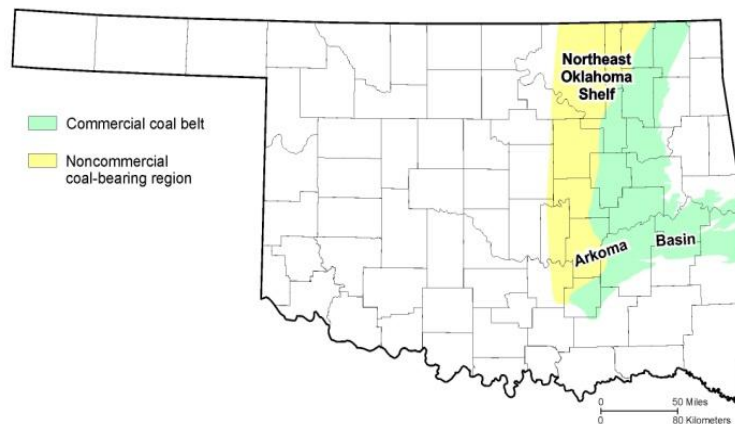 Northeast
Oklahoma
Shelf
Commercial coal belt
Noncommercial
coal-bearing region
Arkoma
Basin
0 50 Miles
0 80 Kilometers